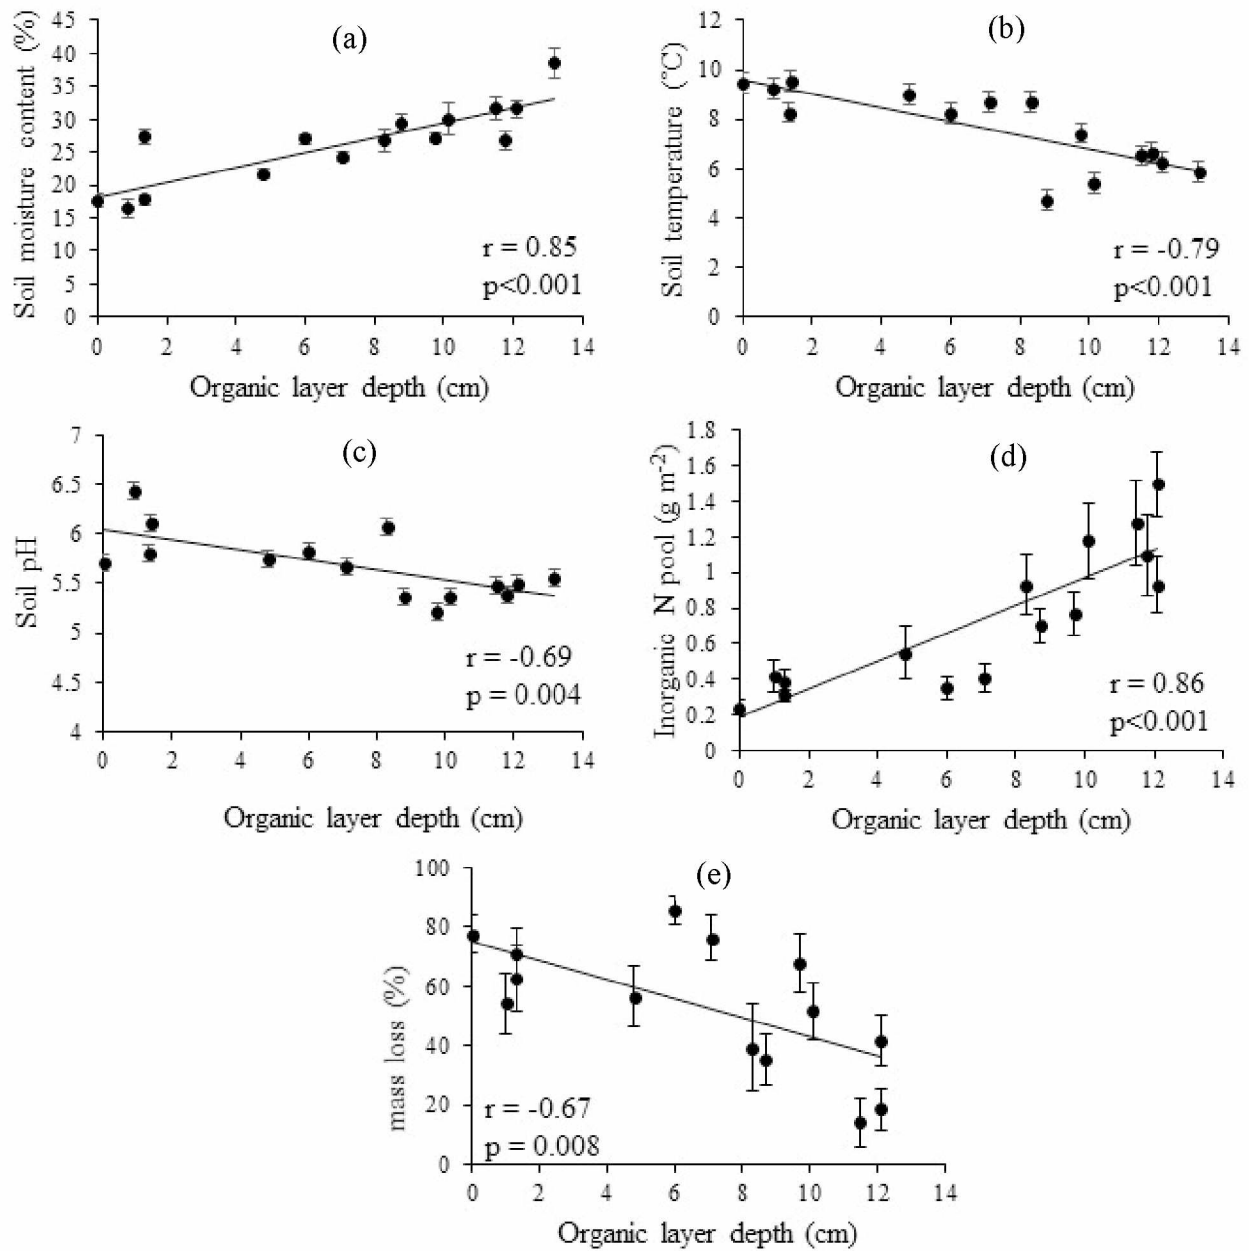 (a)
Soil moisture content (%)
45
40
35
30
25
20
15
10
5
0
r = 0.85
p<0.001
0 2 4 6 8 10 12 14
Organic layer depth (cm)
(b)
Soil temperature (°C)
12
10
8
6
4
2
0
r = -0.79
p<0.001
0 2 4 6 8 10 12 14
Organic layer depth (cm)
(c)
Soil pH
7
6.5
6
5.5
5
4.5
4
r = -0.69
p = 0.004
0 2 4 6 8 10 12 14
Organic layer depth (cm)
(d)
Inorganic N pool (g m-2)
1.8
1.6
1.4
1.2
1
0.8
0.6
0.4
0.2
0
r = 0.86
p<0.001
0 2 4 6 8 10 12 14
Organic layer depth (cm)
(e)
mass loss (%)
100
80
60
40
20
0
r = -0.67
p = 0.008
0 2 4 6 8 10 12 14
Organic layer depth (cm)